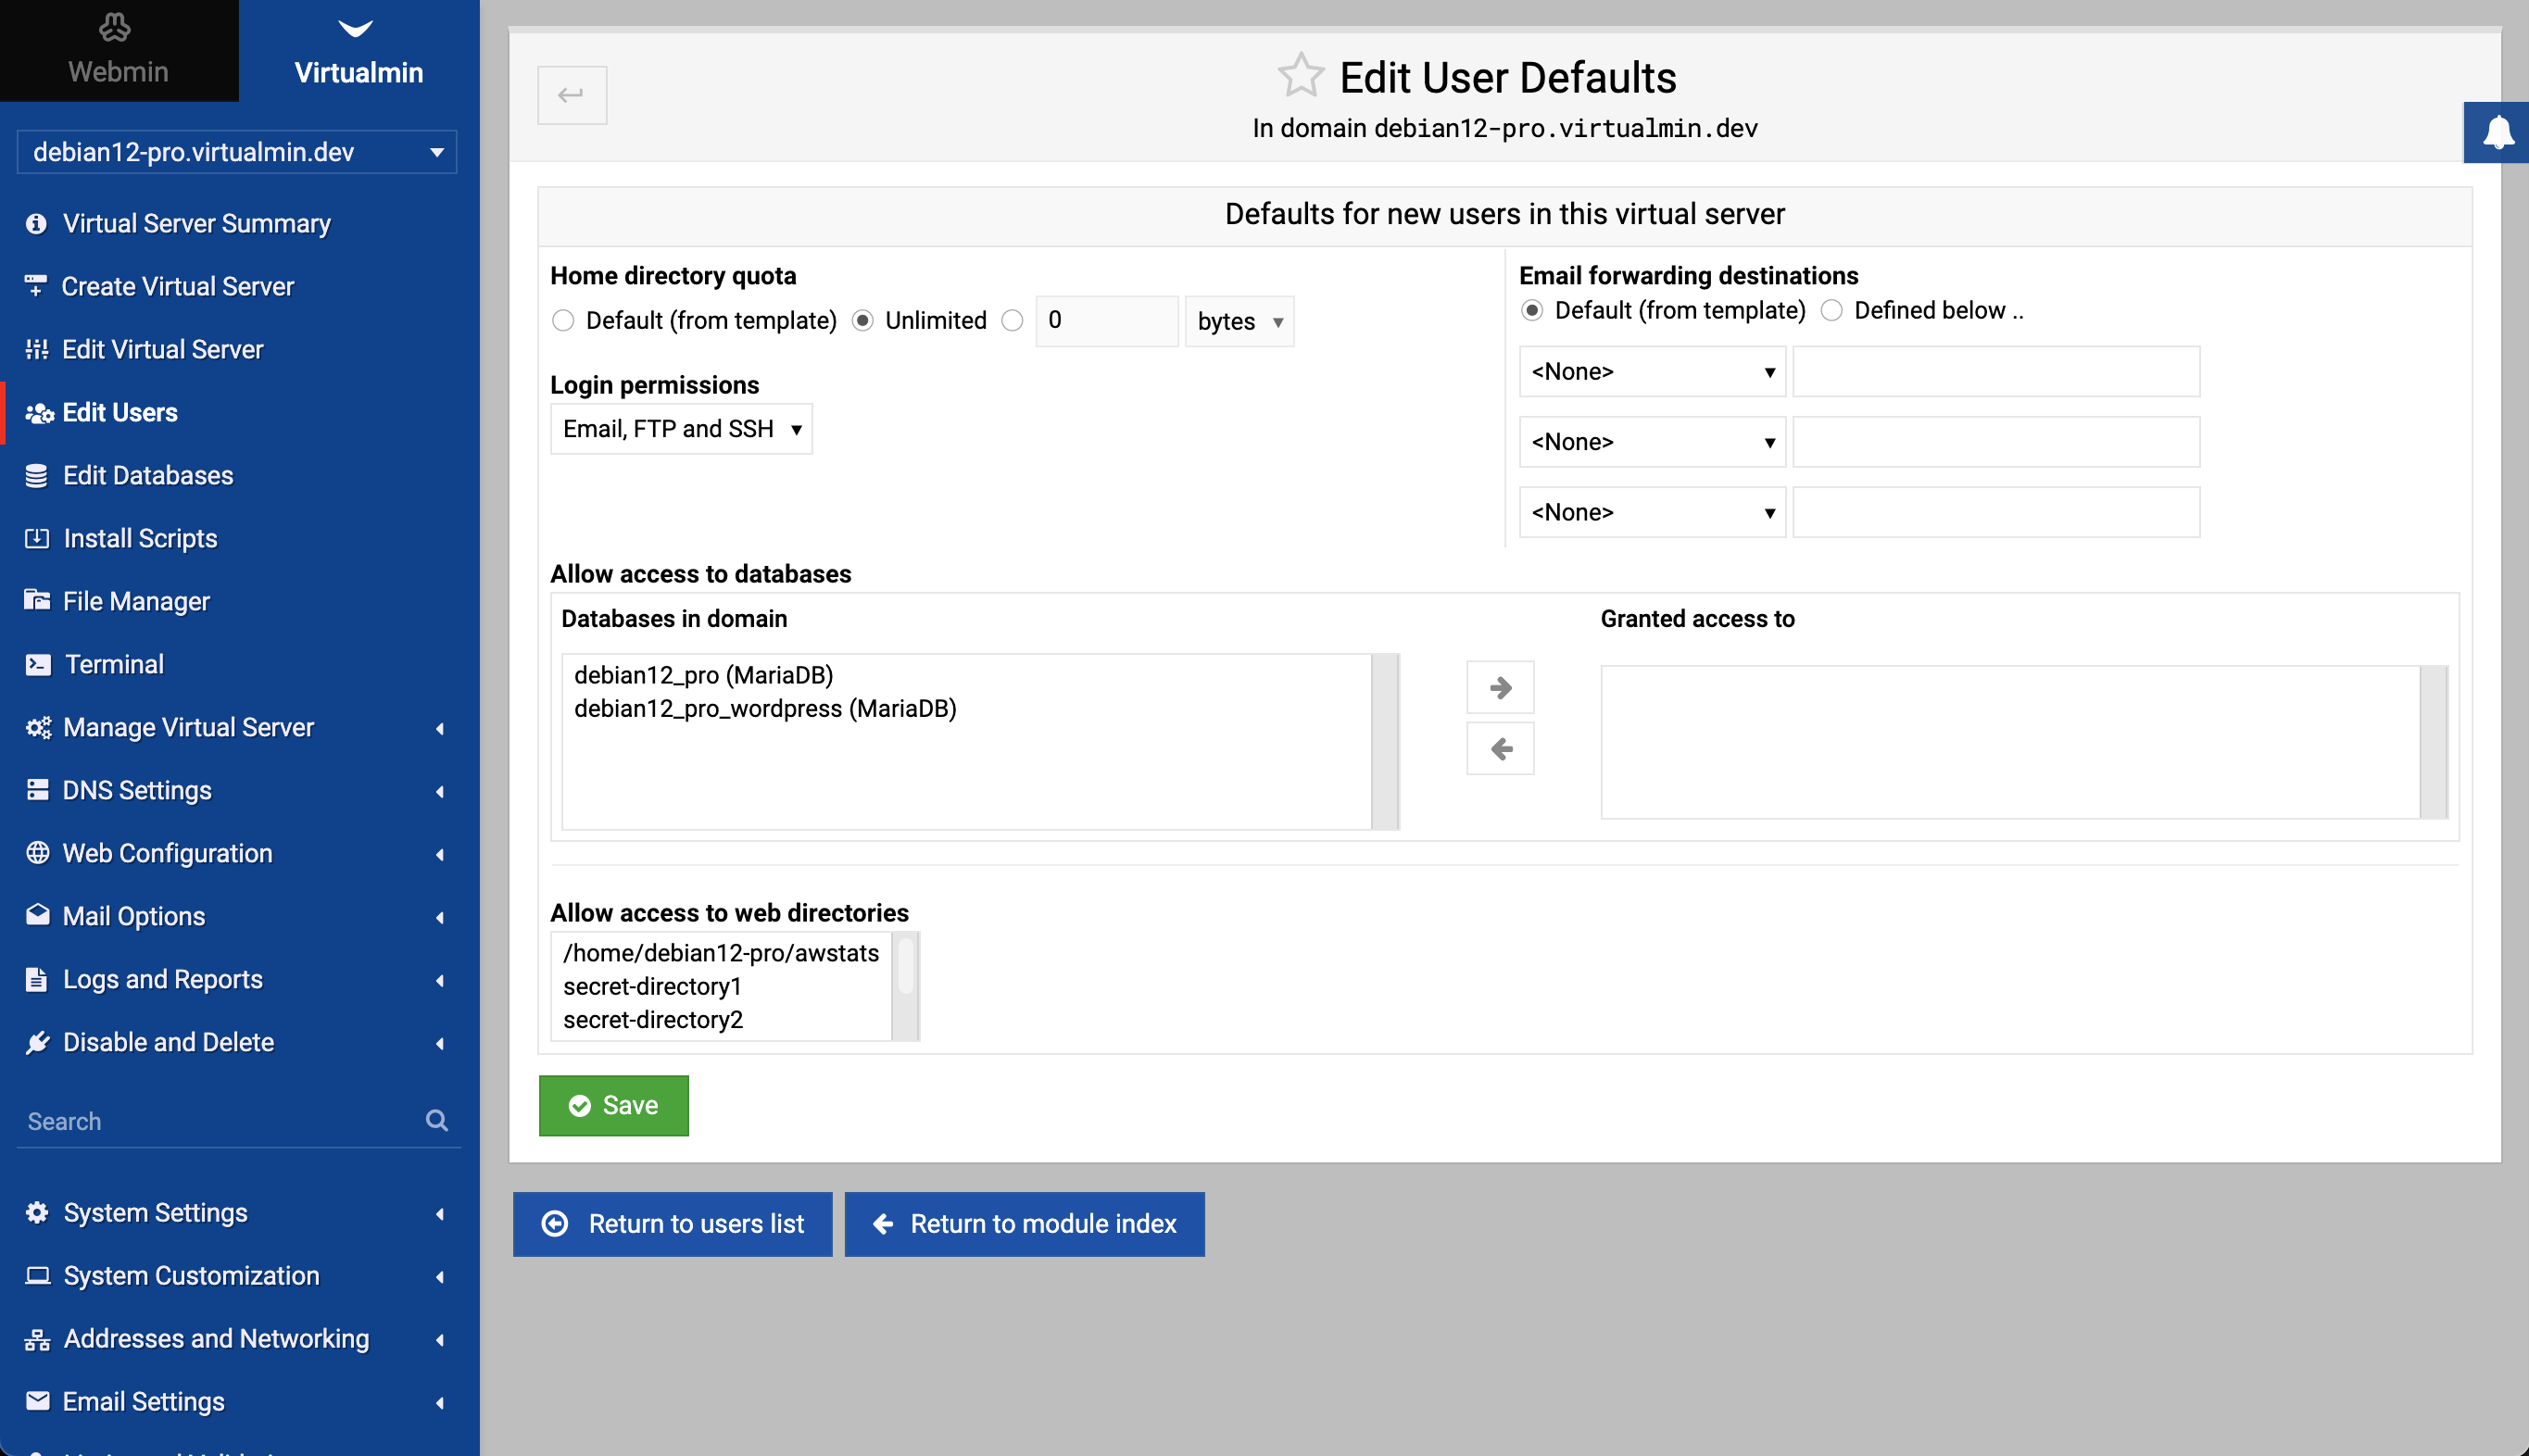 Webmin
Virtualmin
debian12-pro.virtualmin.dev
Virtual Server Summary
Create Virtual Server
Edit Virtual Server
Edit Users
Edit Databases
Install Scripts
File Manager
Terminal
Manage Virtual Server
DNS Settings
Web Configuration
Mail Options
Logs and Reports
Disable and Delete
Search
System Settings
System Customization
Addresses and Networking
Email Settings
Edit User Defaults
In domain debian12-pro.virtualmin.dev
Defaults for new users in this virtual server
Home directory quota
Default (from template) Unlimited 0 bytes
Login permissions
Email, FTP and SSH
Email forwarding destinations
Default (from template) Defined below ..
<None>
<None>
<None>
Allow access to databases
Databases in domain
debian12_pro (MariaDB)
debian12_pro_wordpress (MariaDB)
Granted access to
Allow access to web directories
/home/debian12-pro/awstats
secret-directory1
secret-directory2
Save
Return to users list
Return to module index